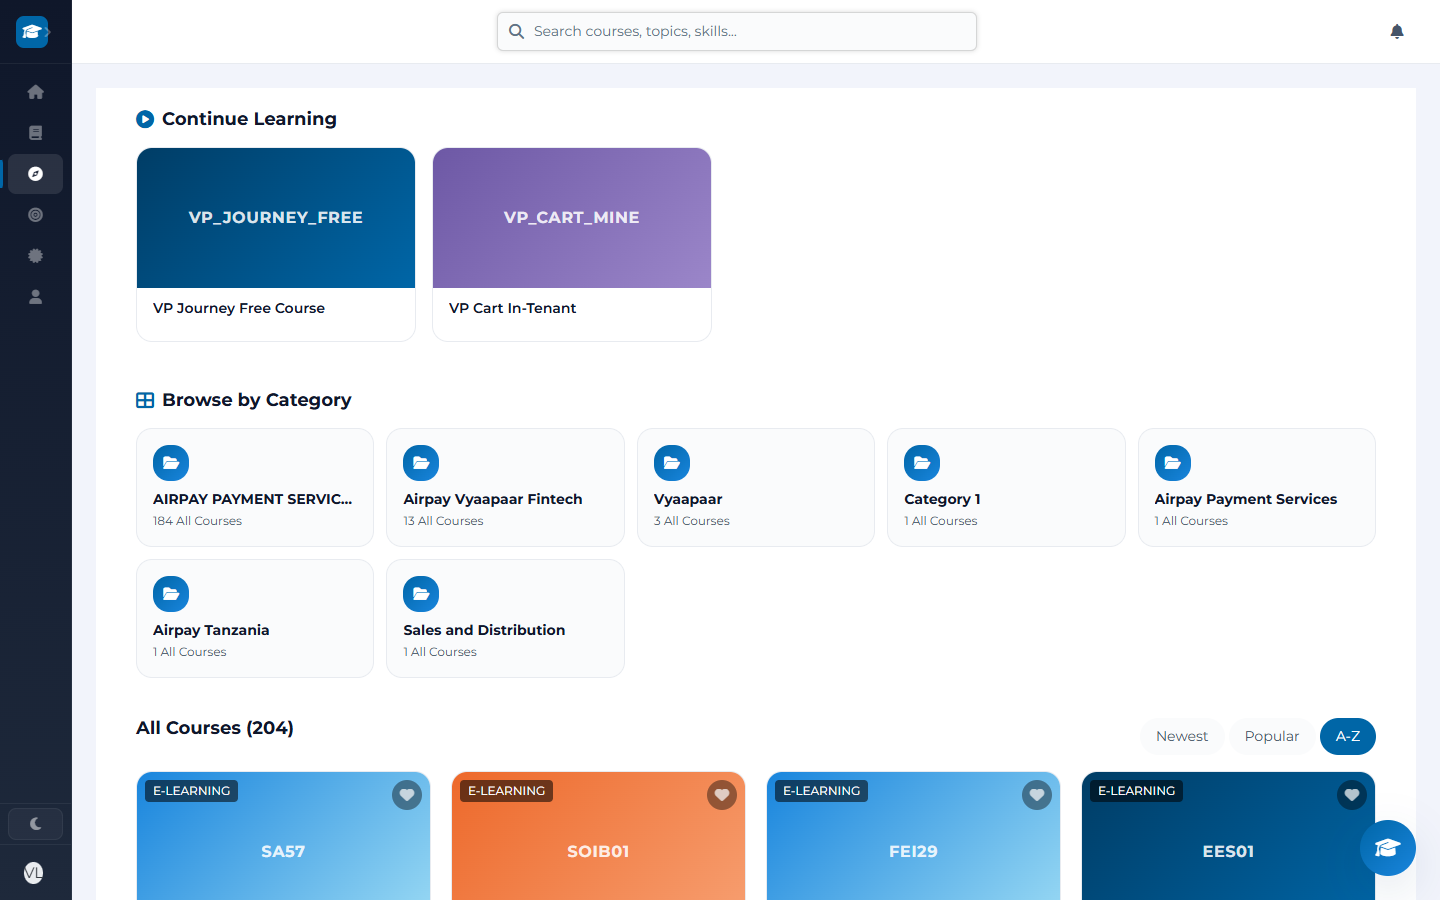 Search courses, topics, skills...
Continue Learning
VP_JOURNEY_FREE
VP_CART_MINE
VP Journey Free Course
VP Cart In-Tenant
Browse by Category
AIRPAY PAYMENT SERVIC...
184 All Courses
Airpay Vyaapaar Fintech
13 All Courses
Vyaapaar
3 All Courses
Category 1
1 All Courses
Airpay Payment Services
1 All Courses
Airpay Tanzania
1 All Courses
Sales and Distribution
1 All Courses
All Courses (204)
Newest
Popular
A-Z
E-LEARNING
SA57
E-LEARNING
SOIB01
E-LEARNING
FEI29
E-LEARNING
EES01
VL